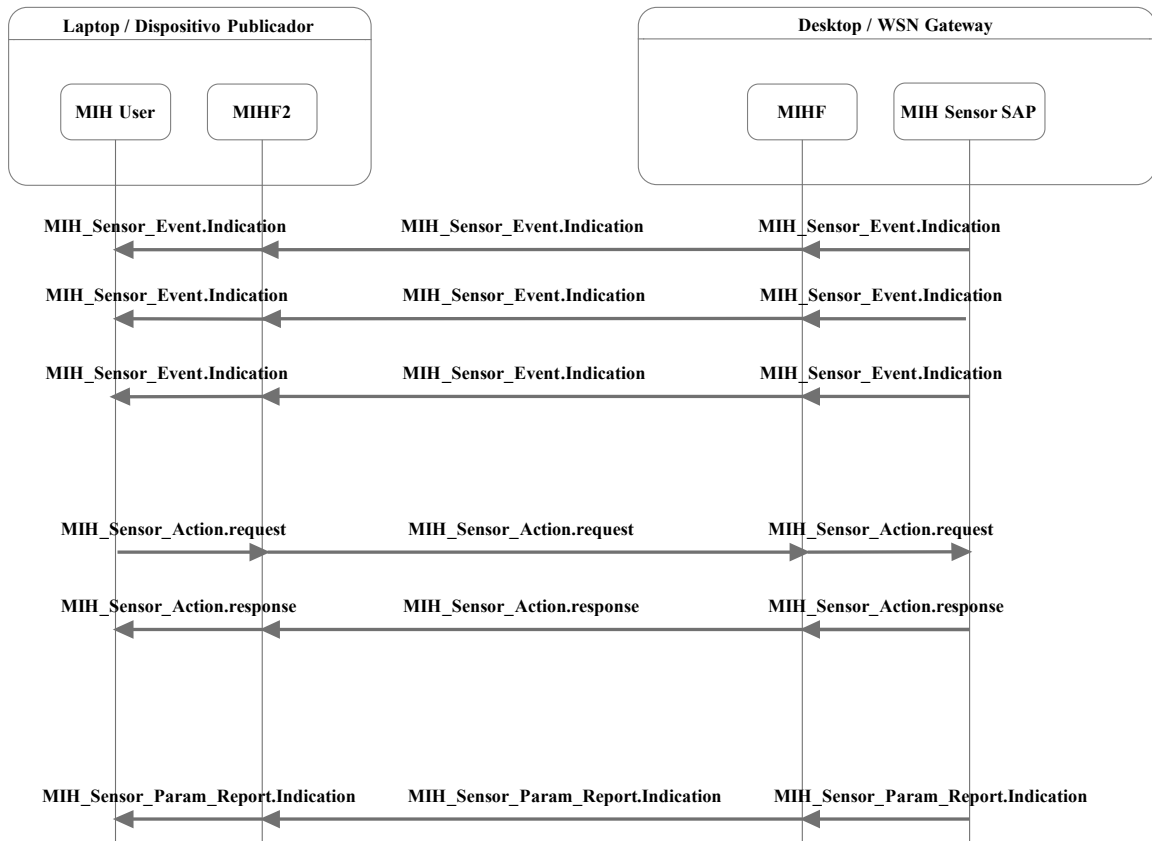 Laptop / Dispositivo Publicador
Desktop / WSN Gateway
MIH User
MIHF2
MIHF
MIH Sensor SAP
MIH_Sensor_Event.Indication
MIH_Sensor_Event.Indication
MIH_Sensor_Event.Indication
MIH_Sensor_Event.Indication
MIH_Sensor_Event.Indication
MIH_Sensor_Event.Indication
MIH_Sensor_Event.Indication
MIH_Sensor_Event.Indication
MIH_Sensor_Event.Indication
MIH_Sensor_Action.request
MIH_Sensor_Action.request
MIH_Sensor_Action.request
MIH_Sensor_Action.response
MIH_Sensor_Action.response
MIH_Sensor_Action.response
MIH_Sensor_Param_Report.Indication
MIH_Sensor_Param_Report.Indication
MIH_Sensor_Param_Report.Indication